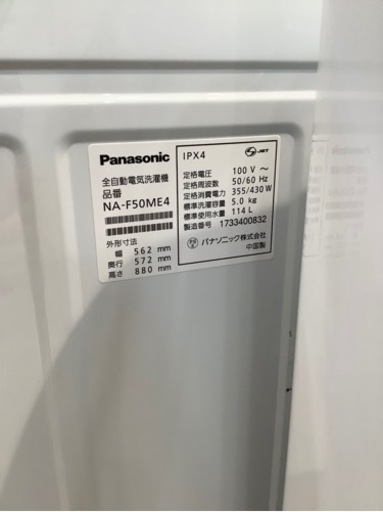 Panasonic
全自動電気洗濯機
品番
NA-F50ME4
外形寸法
幅 562 mm
奥行 572 mm
高さ 880 mm
IPX4
JET
定格電圧 100 V ～
定格周波数 50/60 Hz
定格消費電力 355/430 W
標準洗濯容量 5.0 kg
標準使用水量 114 L
製造番号 1733400832
パナソニック株式会社
中国製